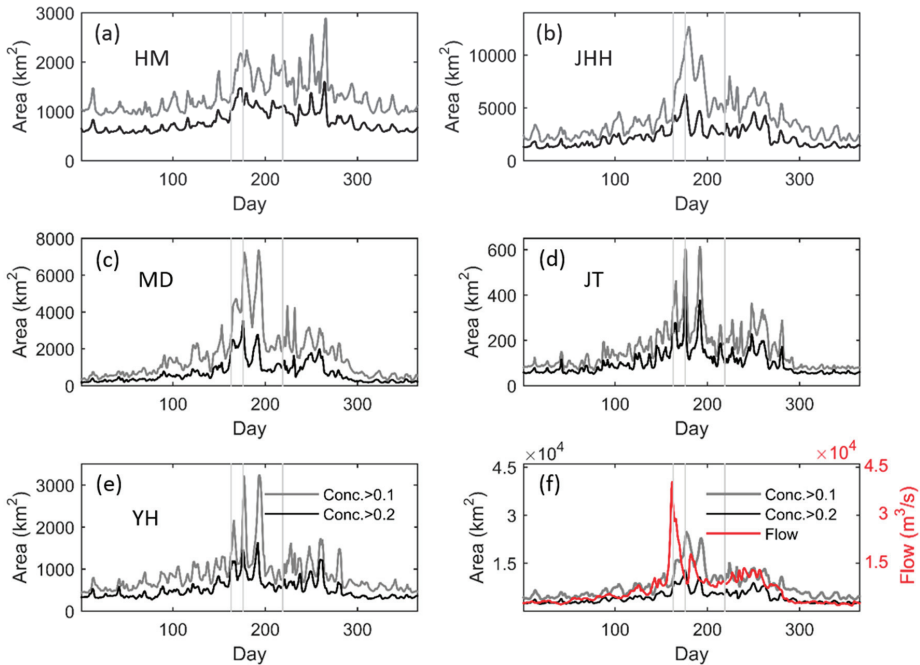 (a)
HM
Area (km²)
3000
2000
1000
0
100
200
300
Day
(b)
JHH
Area (km²)
10000
5000
0
100
200
300
Day
(c)
MD
Area (km²)
8000
6000
4000
2000
0
100
200
300
Day
(d)
JT
Area (km²)
600
400
200
0
100
200
300
Day
(e)
YH
Area (km²)
3000
2000
1000
0
Conc.>0.1
Conc.>0.2
100
200
300
Day
(f)
×10⁴
×10⁴
Area (km²)
4.5
3
1.5
0
Conc.>0.1
Conc.>0.2
Flow
4.5
3
1.5
Flow (m³/s)
100
200
300
Day